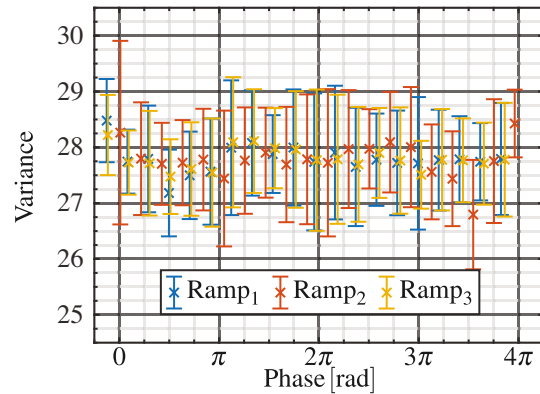 30
29
28
27
26
25
Variance
Ramp₁ Ramp₂ Ramp₃
0 π 2π 3π 4π
Phase [rad]